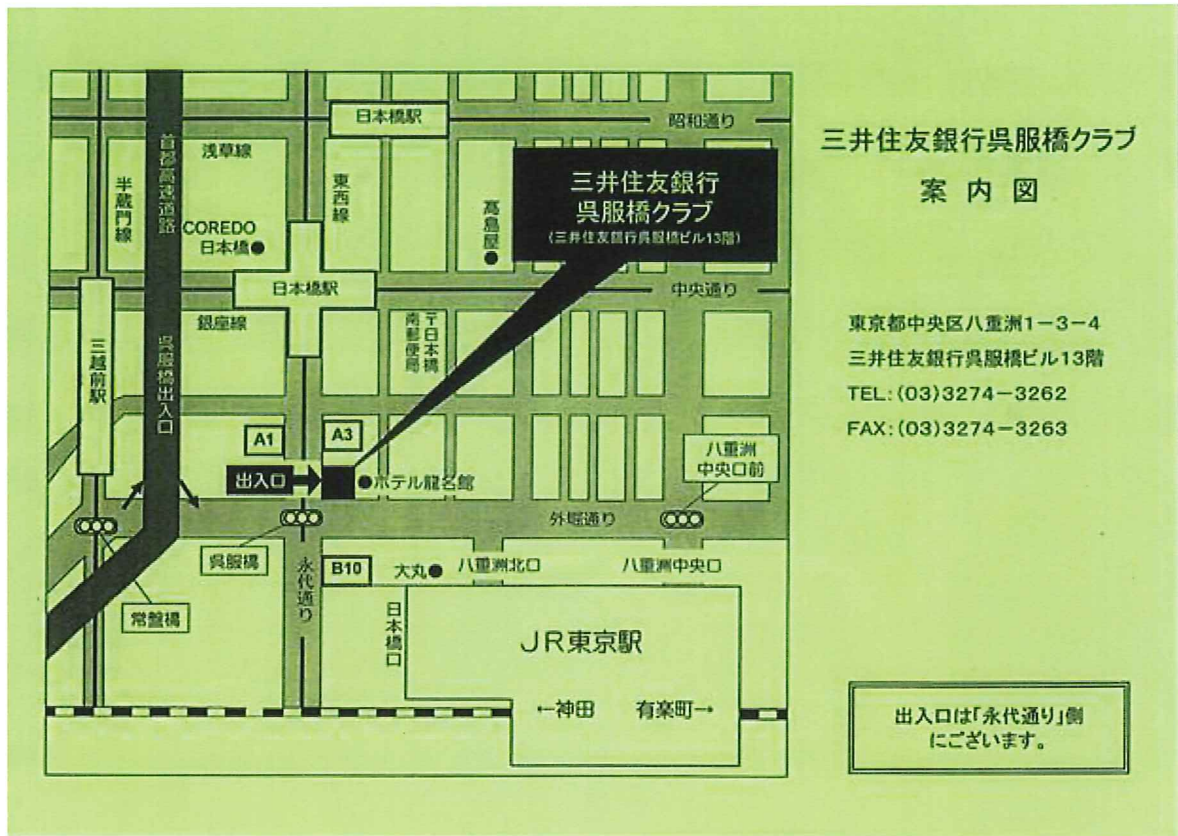 日本橋駅
昭和通り
浅草線
首都高速道路
半蔵門線
東西線
COREDO
日本橋
髙島屋
三井住友銀行
呉服橋クラブ
(三井住友銀行呉服橋ビル13階)
日本橋駅
中央通り
銀座線
〒日本橋
南郵便局
三越前駅
呉服橋出入口
A1
A3
出入口
ホテル龍名館
八重洲
中央口前
外堀通り
呉服橋
永代通り
B10
大丸
八重洲北口
八重洲中央口
常盤橋
日本橋口
JR東京駅
←神田
有楽町→
三井住友銀行呉服橋クラブ
案内図
東京都中央区八重洲1-3-4
三井住友銀行呉服橋ビル13階
TEL:(03)3274-3262
FAX:(03)3274-3263
出入口は「永代通り」側
にございます。